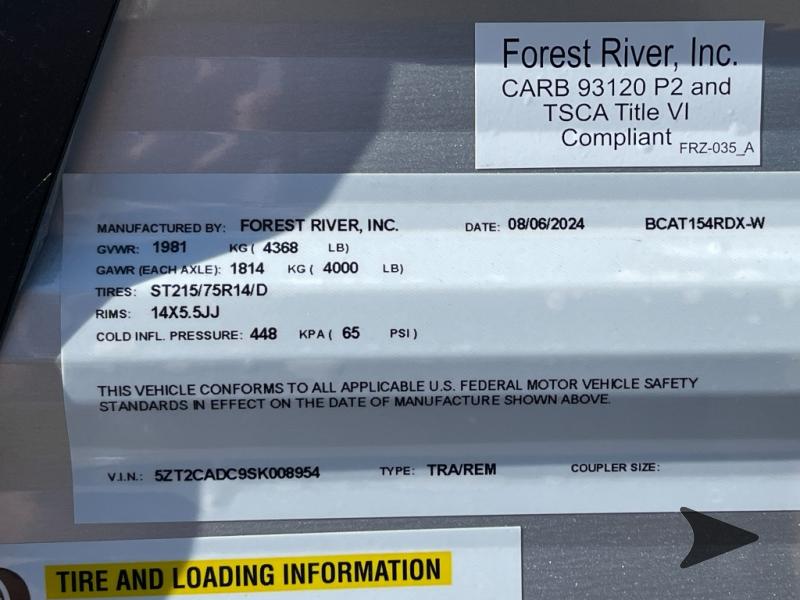 Forest River, Inc.
CARB 93120 P2 and
TSCA Title VI
Compliant FRZ-035_A
MANUFACTURED BY: FOREST RIVER, INC. DATE: 08/06/2024 BCAT154RDX-W
GVWR: 1981 KG ( 4368 LB)
GAWR (EACH AXLE): 1814 KG ( 4000 LB)
TIRES: ST215/75R14/D
RIMS: 14X5.5JJ
COLD INFL. PRESSURE: 448 KPA ( 65 PSI )
THIS VEHICLE CONFORMS TO ALL APPLICABLE U.S. FEDERAL MOTOR VEHICLE SAFETY
STANDARDS IN EFFECT ON THE DATE OF MANUFACTURE SHOWN ABOVE.
V.I.N.: 5ZT2CADC9SK008954 TYPE: TRA/REM COUPLER SIZE:
TIRE AND LOADING INFORMATION